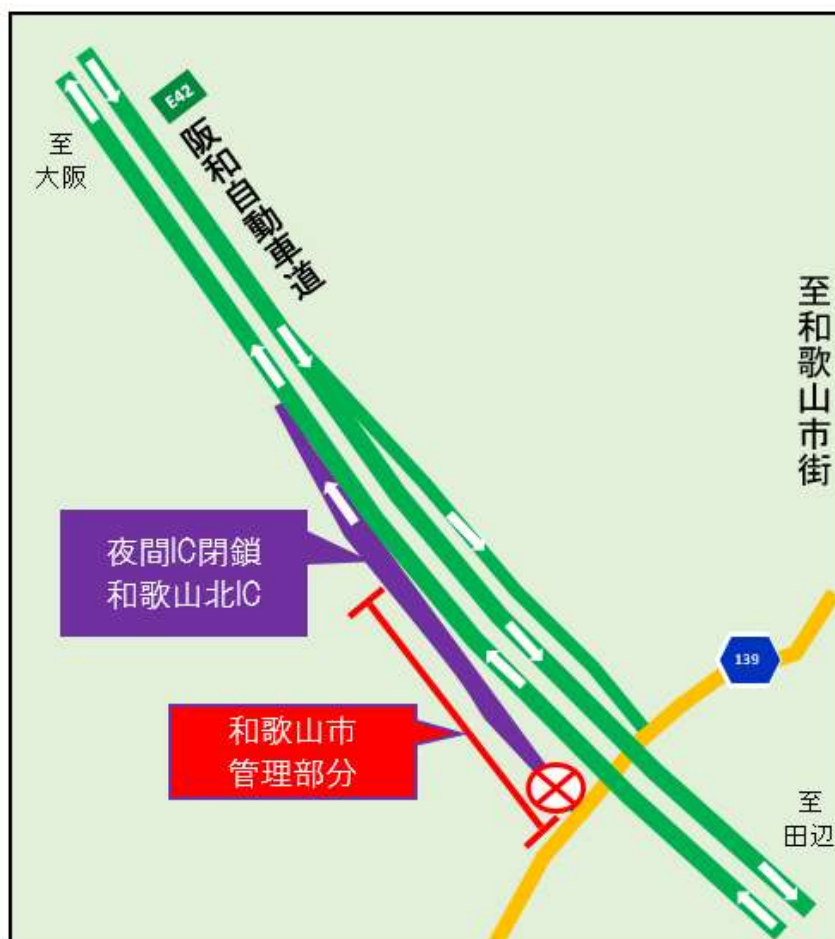 E42
阪和自動車道
至
大阪
至和歌山市街
夜間IC閉鎖
和歌山北IC
139
和歌山市
管理部分
至
田辺